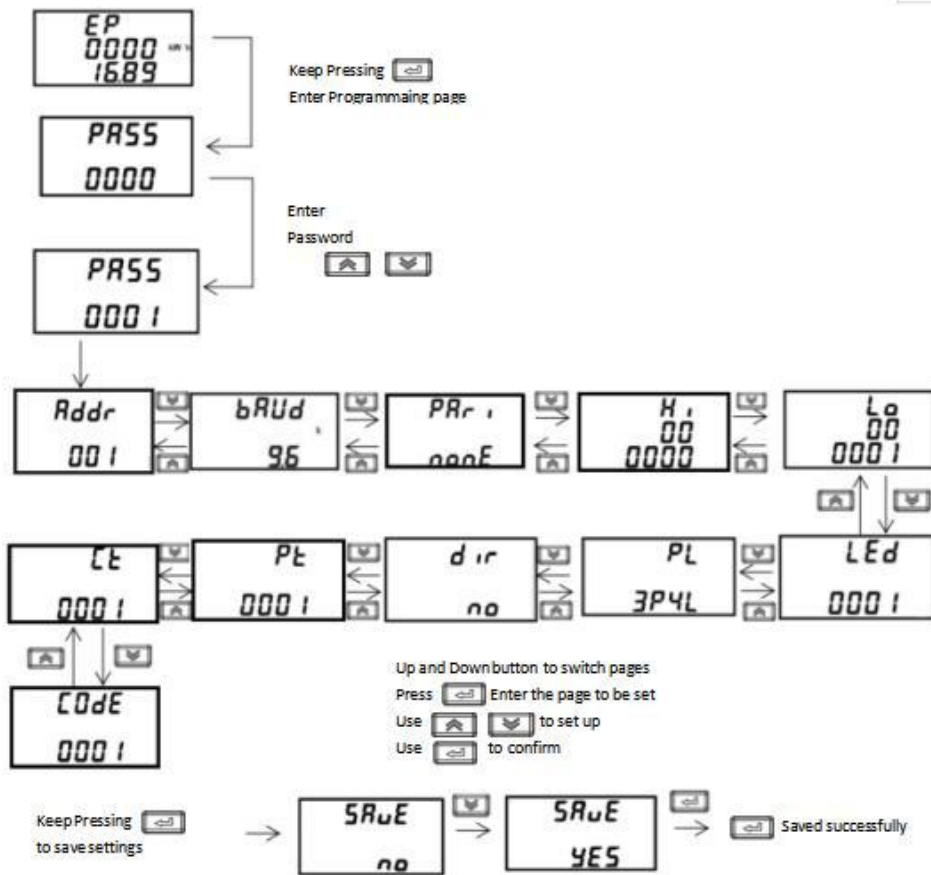 EP
0000
16.89
Keep Pressing
Enter Programmaing page
PASS
0000
Enter
Password
PASS
0001
Addr
001
bAUd
9.6
PAri
nonE
Hi
00
0000
Lo
00
0001
Ct
0001
Pt
0001
dir
no
PL
3P4L
LEd
0001
Up and Down button to switch pages
Press Enter the page to be set
Use to set up
Use to confirm
COdE
0001
Keep Pressing
to save settings
SAvE
no
SAvE
YES
Saved successfully